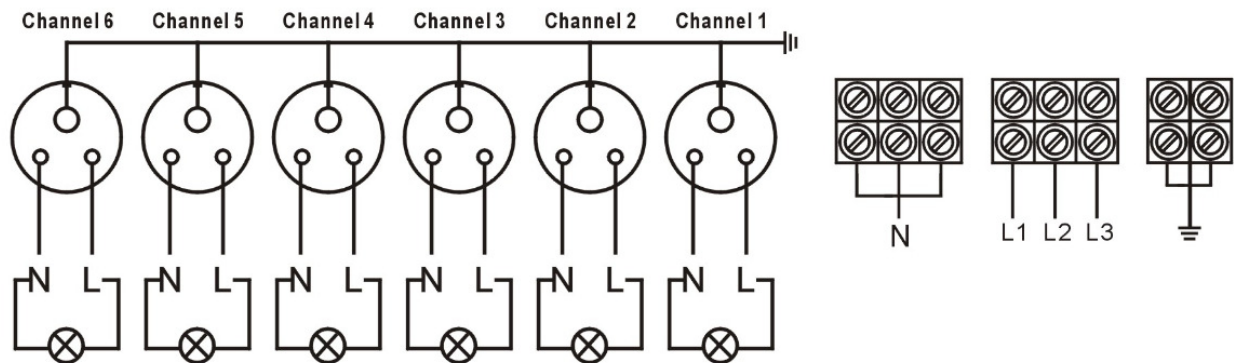 Channel 6 Channel 5 Channel 4 Channel 3 Channel 2 Channel 1
N L1 L2 L3
N L N L N L N L N L N L